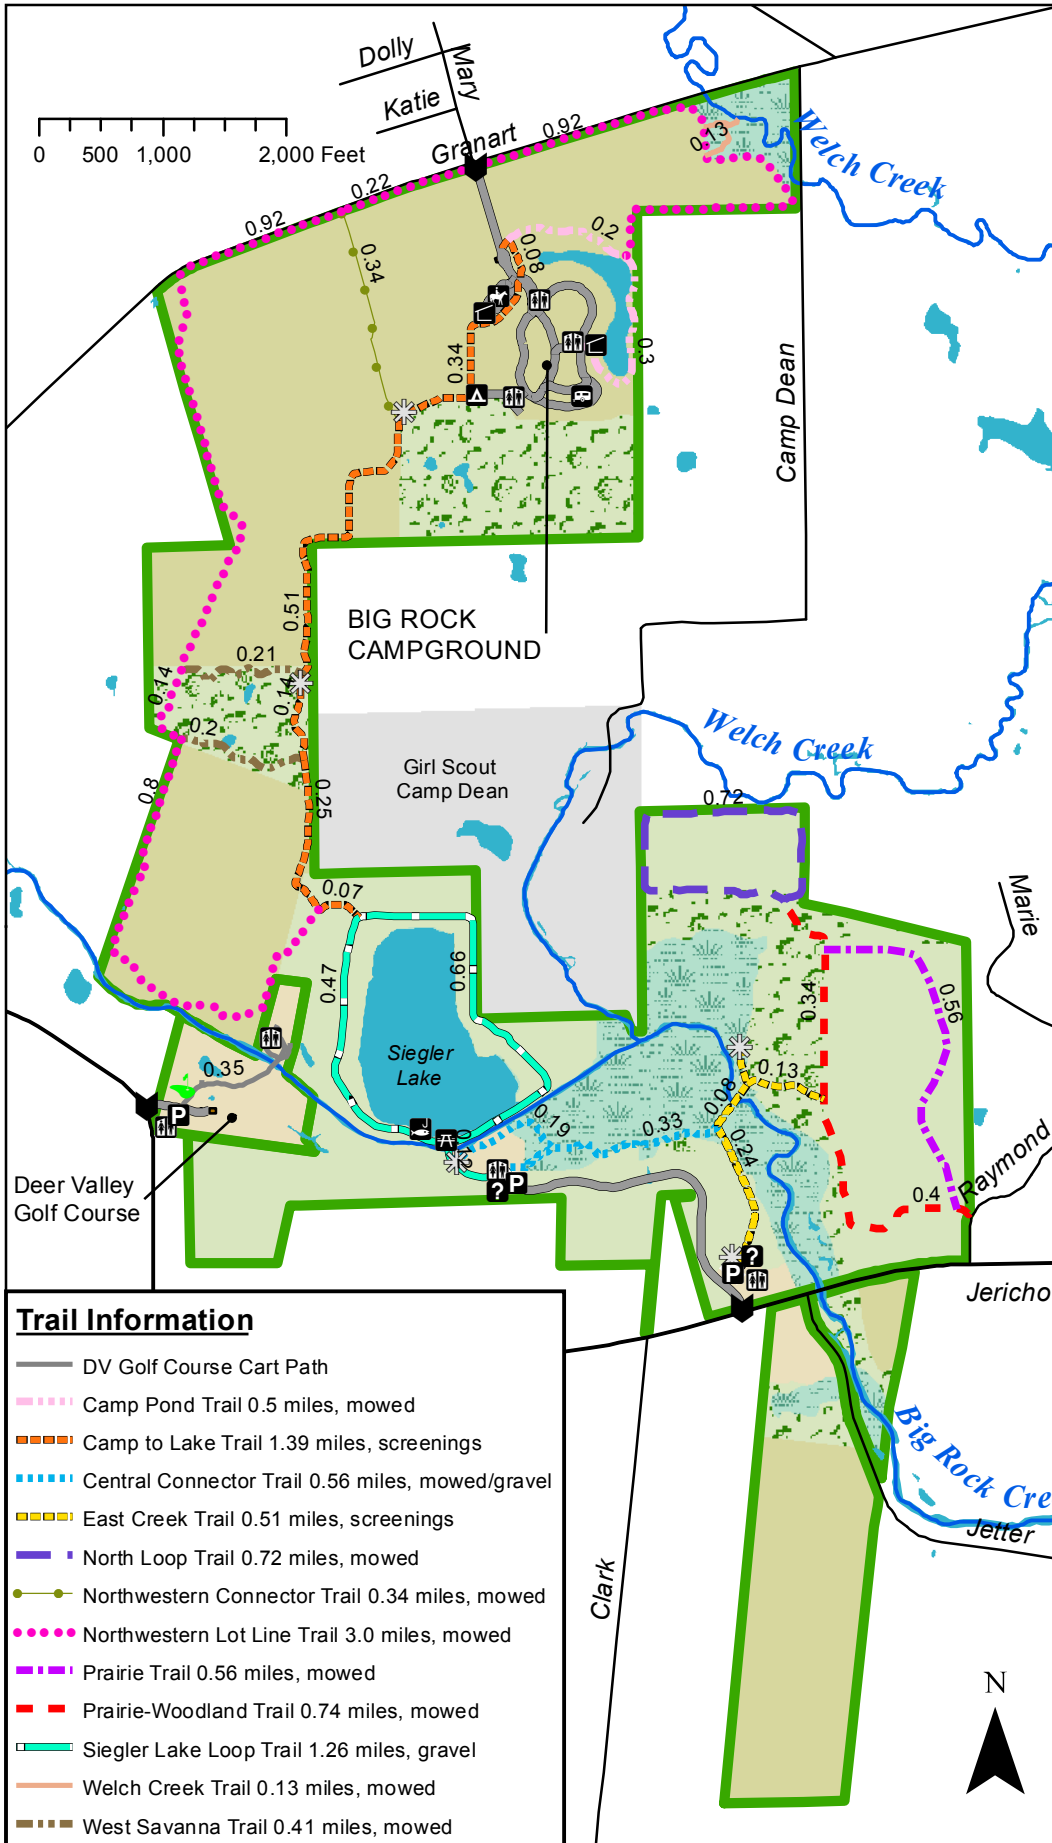 Dolly
Mary
Katie
Granart
0.92
0 500 1,000 2,000 Feet
0.13
Welch Creek
0.22
0.92
0.2
0.08
0.34
0.34
0.3
Camp Dean
BIG ROCK
CAMPGROUND
0.51
0.21
0.14
0.14
0.2
Welch Creek
Girl Scout
Camp Dean
0.8
0.25
0.72
0.07
Marie
0.47
0.66
0.34
0.56
Siegler
Lake
0.35
0.13
0.08
0.19
0.33
0.24
P
? P
Raymond
0.4
Deer Valley
Golf Course
?
P
Jericho
Trail Information
DV Golf Course Cart Path
Camp Pond Trail 0.5 miles, mowed
Camp to Lake Trail 1.39 miles, screenings
Central Connector Trail 0.56 miles, mowed/gravel
East Creek Trail 0.51 miles, screenings
North Loop Trail 0.72 miles, mowed
Northwestern Connector Trail 0.34 miles, mowed
Northwestern Lot Line Trail 3.0 miles, mowed
Prairie Trail 0.56 miles, mowed
Prairie-Woodland Trail 0.74 miles, mowed
Siegler Lake Loop Trail 1.26 miles, gravel
Welch Creek Trail 0.13 miles, mowed
West Savanna Trail 0.41 miles, mowed
Big Rock Cre
Jetter
Clark
N